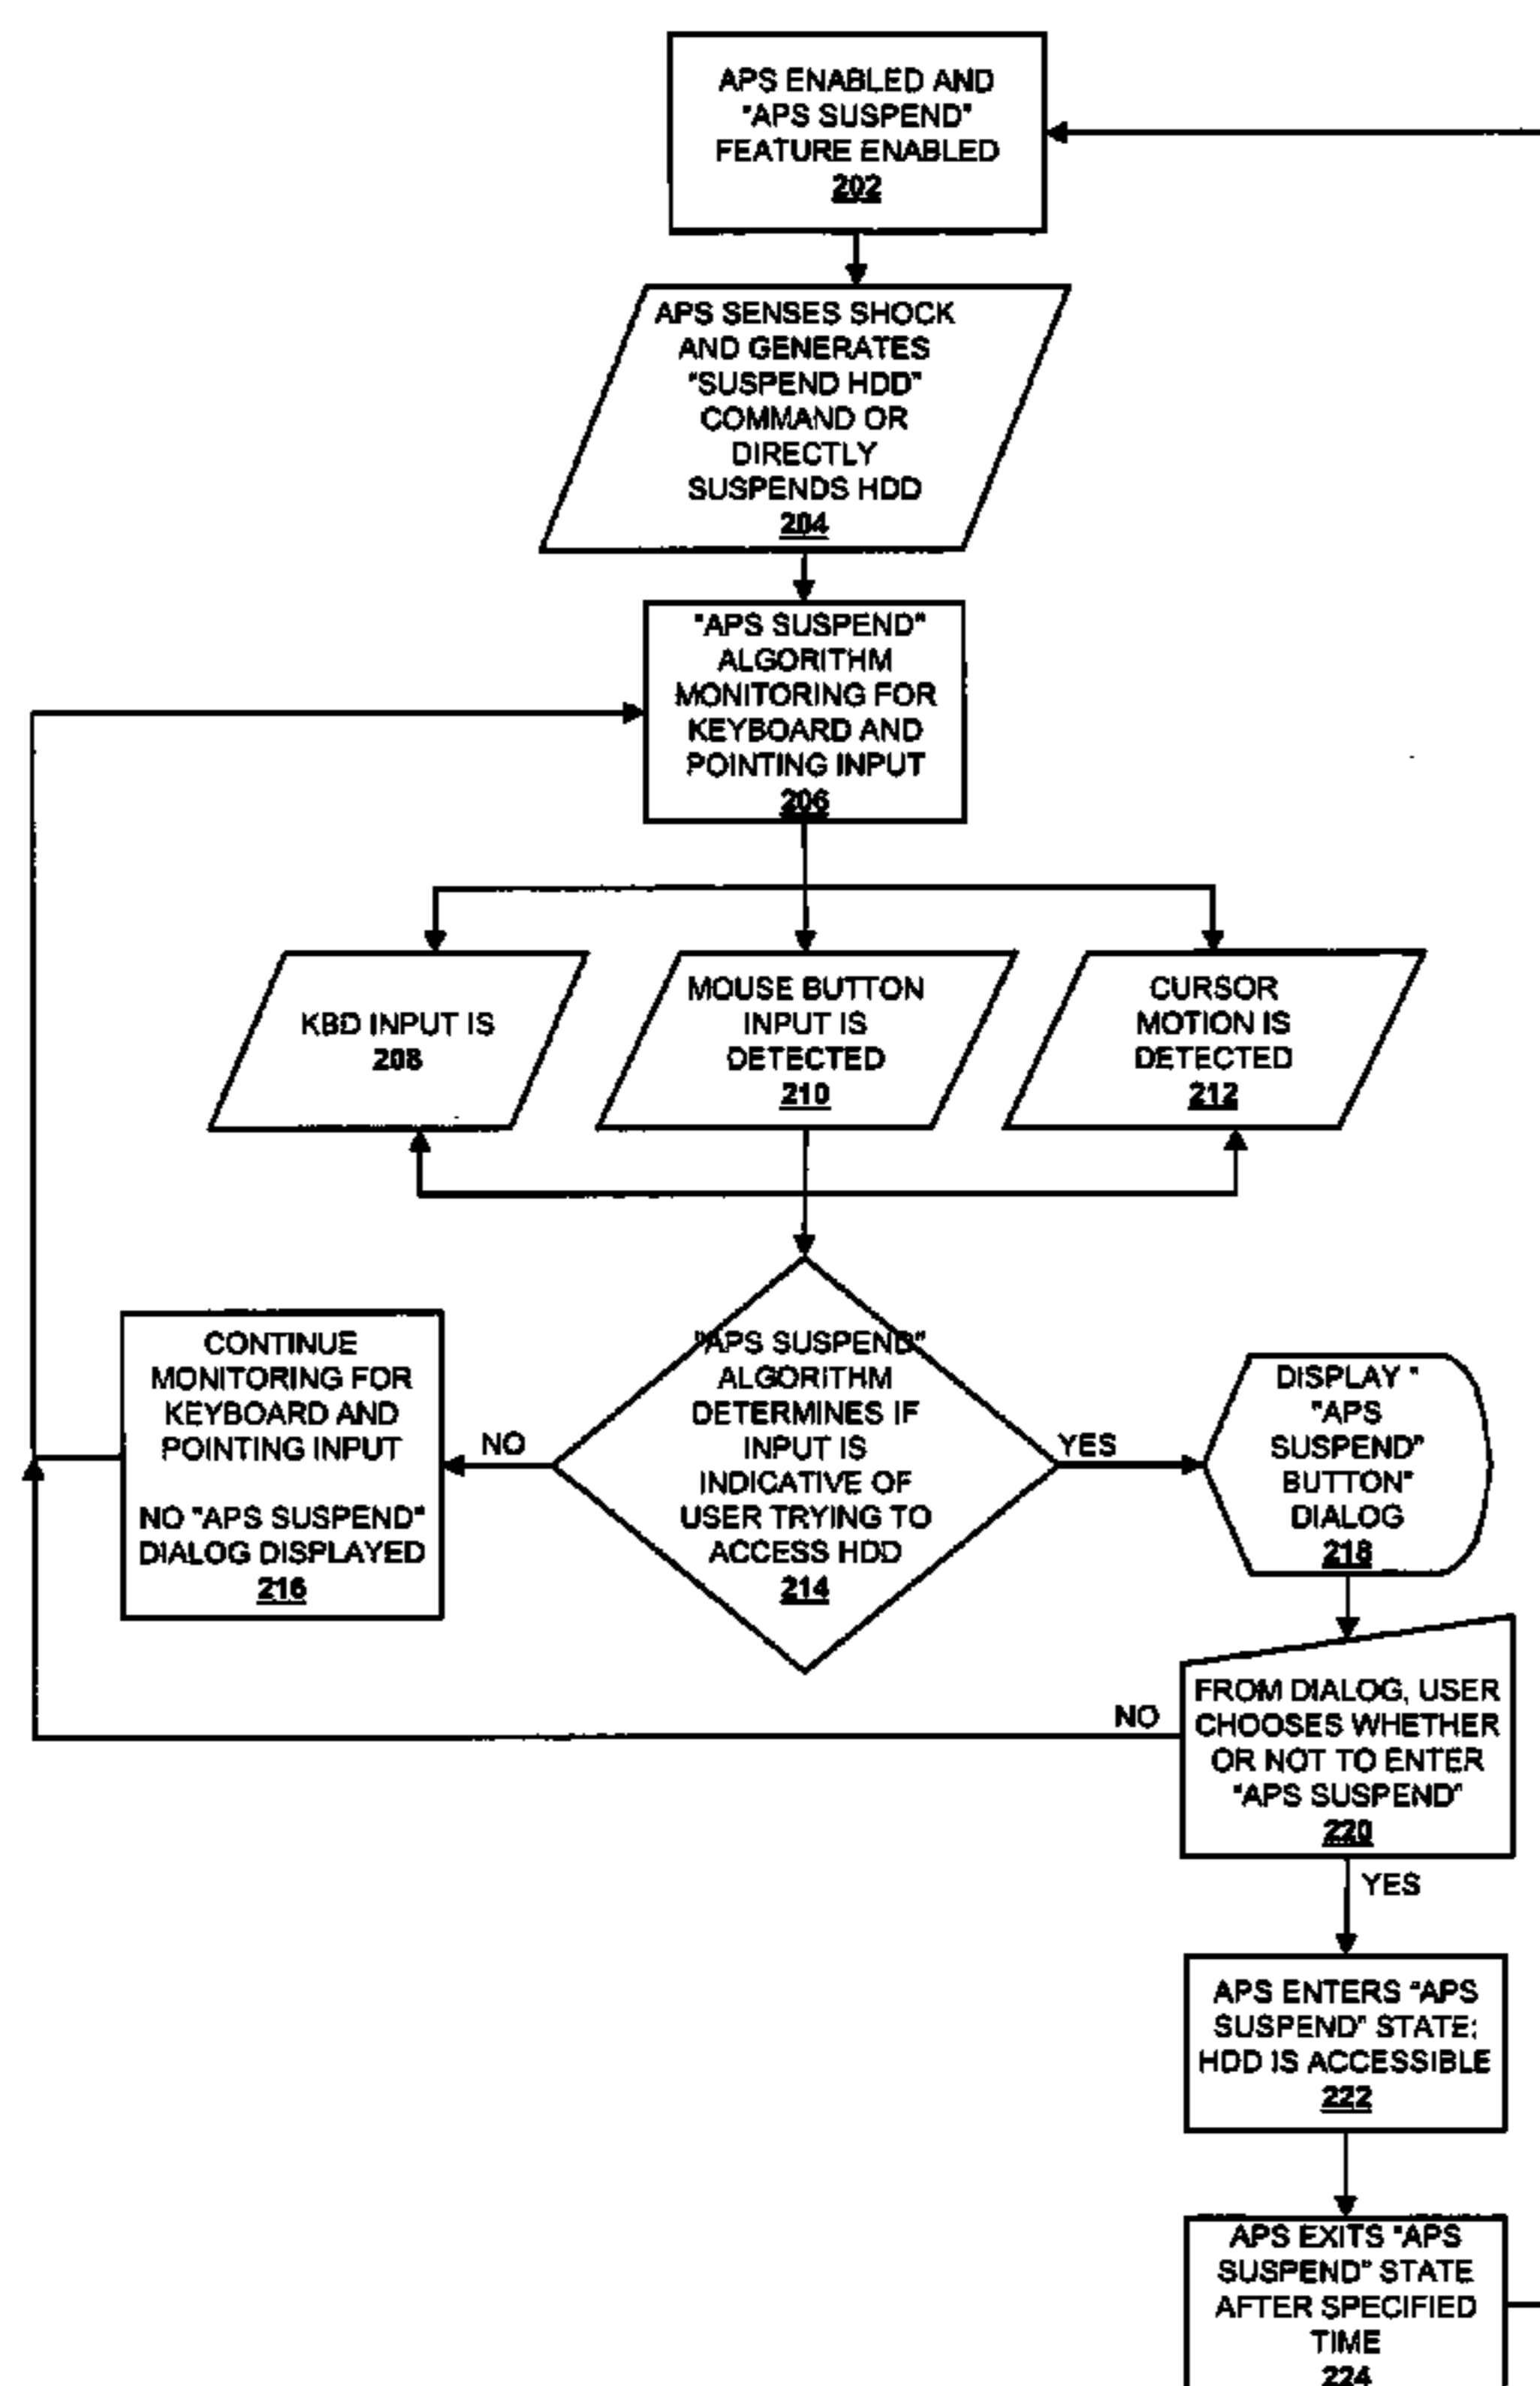 APS ENABLED AND
"APS SUSPEND"
FEATURE ENABLED
202
APS SENSES SHOCK
AND GENERATES
"SUSPEND HDD"
COMMAND OR
DIRECTLY
SUSPENDS HDD
204
"APS SUSPEND"
ALGORITHM
MONITORING FOR
KEYBOARD AND
POINTING INPUT
206
KBD INPUT IS
208
MOUSE BUTTON
INPUT IS
DETECTED
210
CURSOR
MOTION IS
DETECTED
212
CONTINUE
MONITORING FOR
KEYBOARD AND
POINTING INPUT
NO "APS SUSPEND"
DIALOG DISPLAYED
216
NO
"APS SUSPEND"
ALGORITHM
DETERMINES IF
INPUT IS
INDICATIVE OF
USER TRYING TO
ACCESS HDD
214
YES
DISPLAY "
"APS
SUSPEND"
BUTTON"
DIALOG
218
NO
FROM DIALOG, USER
CHOOSES WHETHER
OR NOT TO ENTER
"APS SUSPEND"
220
YES
APS ENTERS "APS
SUSPEND" STATE;
HDD IS ACCESSIBLE
222
APS EXITS "APS
SUSPEND" STATE
AFTER SPECIFIED
TIME
224